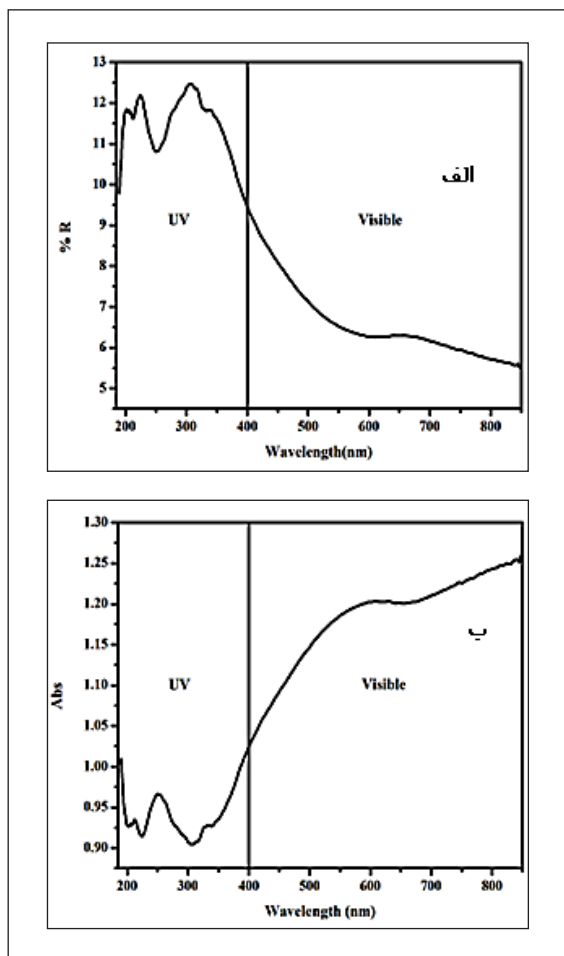 13
12
11
10
9
8
7
6
5
% R
UV
Visible
الف
200 300 400 500 600 700 800
Wavelength(nm)
1.30
1.25
1.20
1.15
1.10
1.05
1.00
0.95
0.90
Abs
UV
Visible
ب
200 300 400 500 600 700 800
Wavelength (nm)